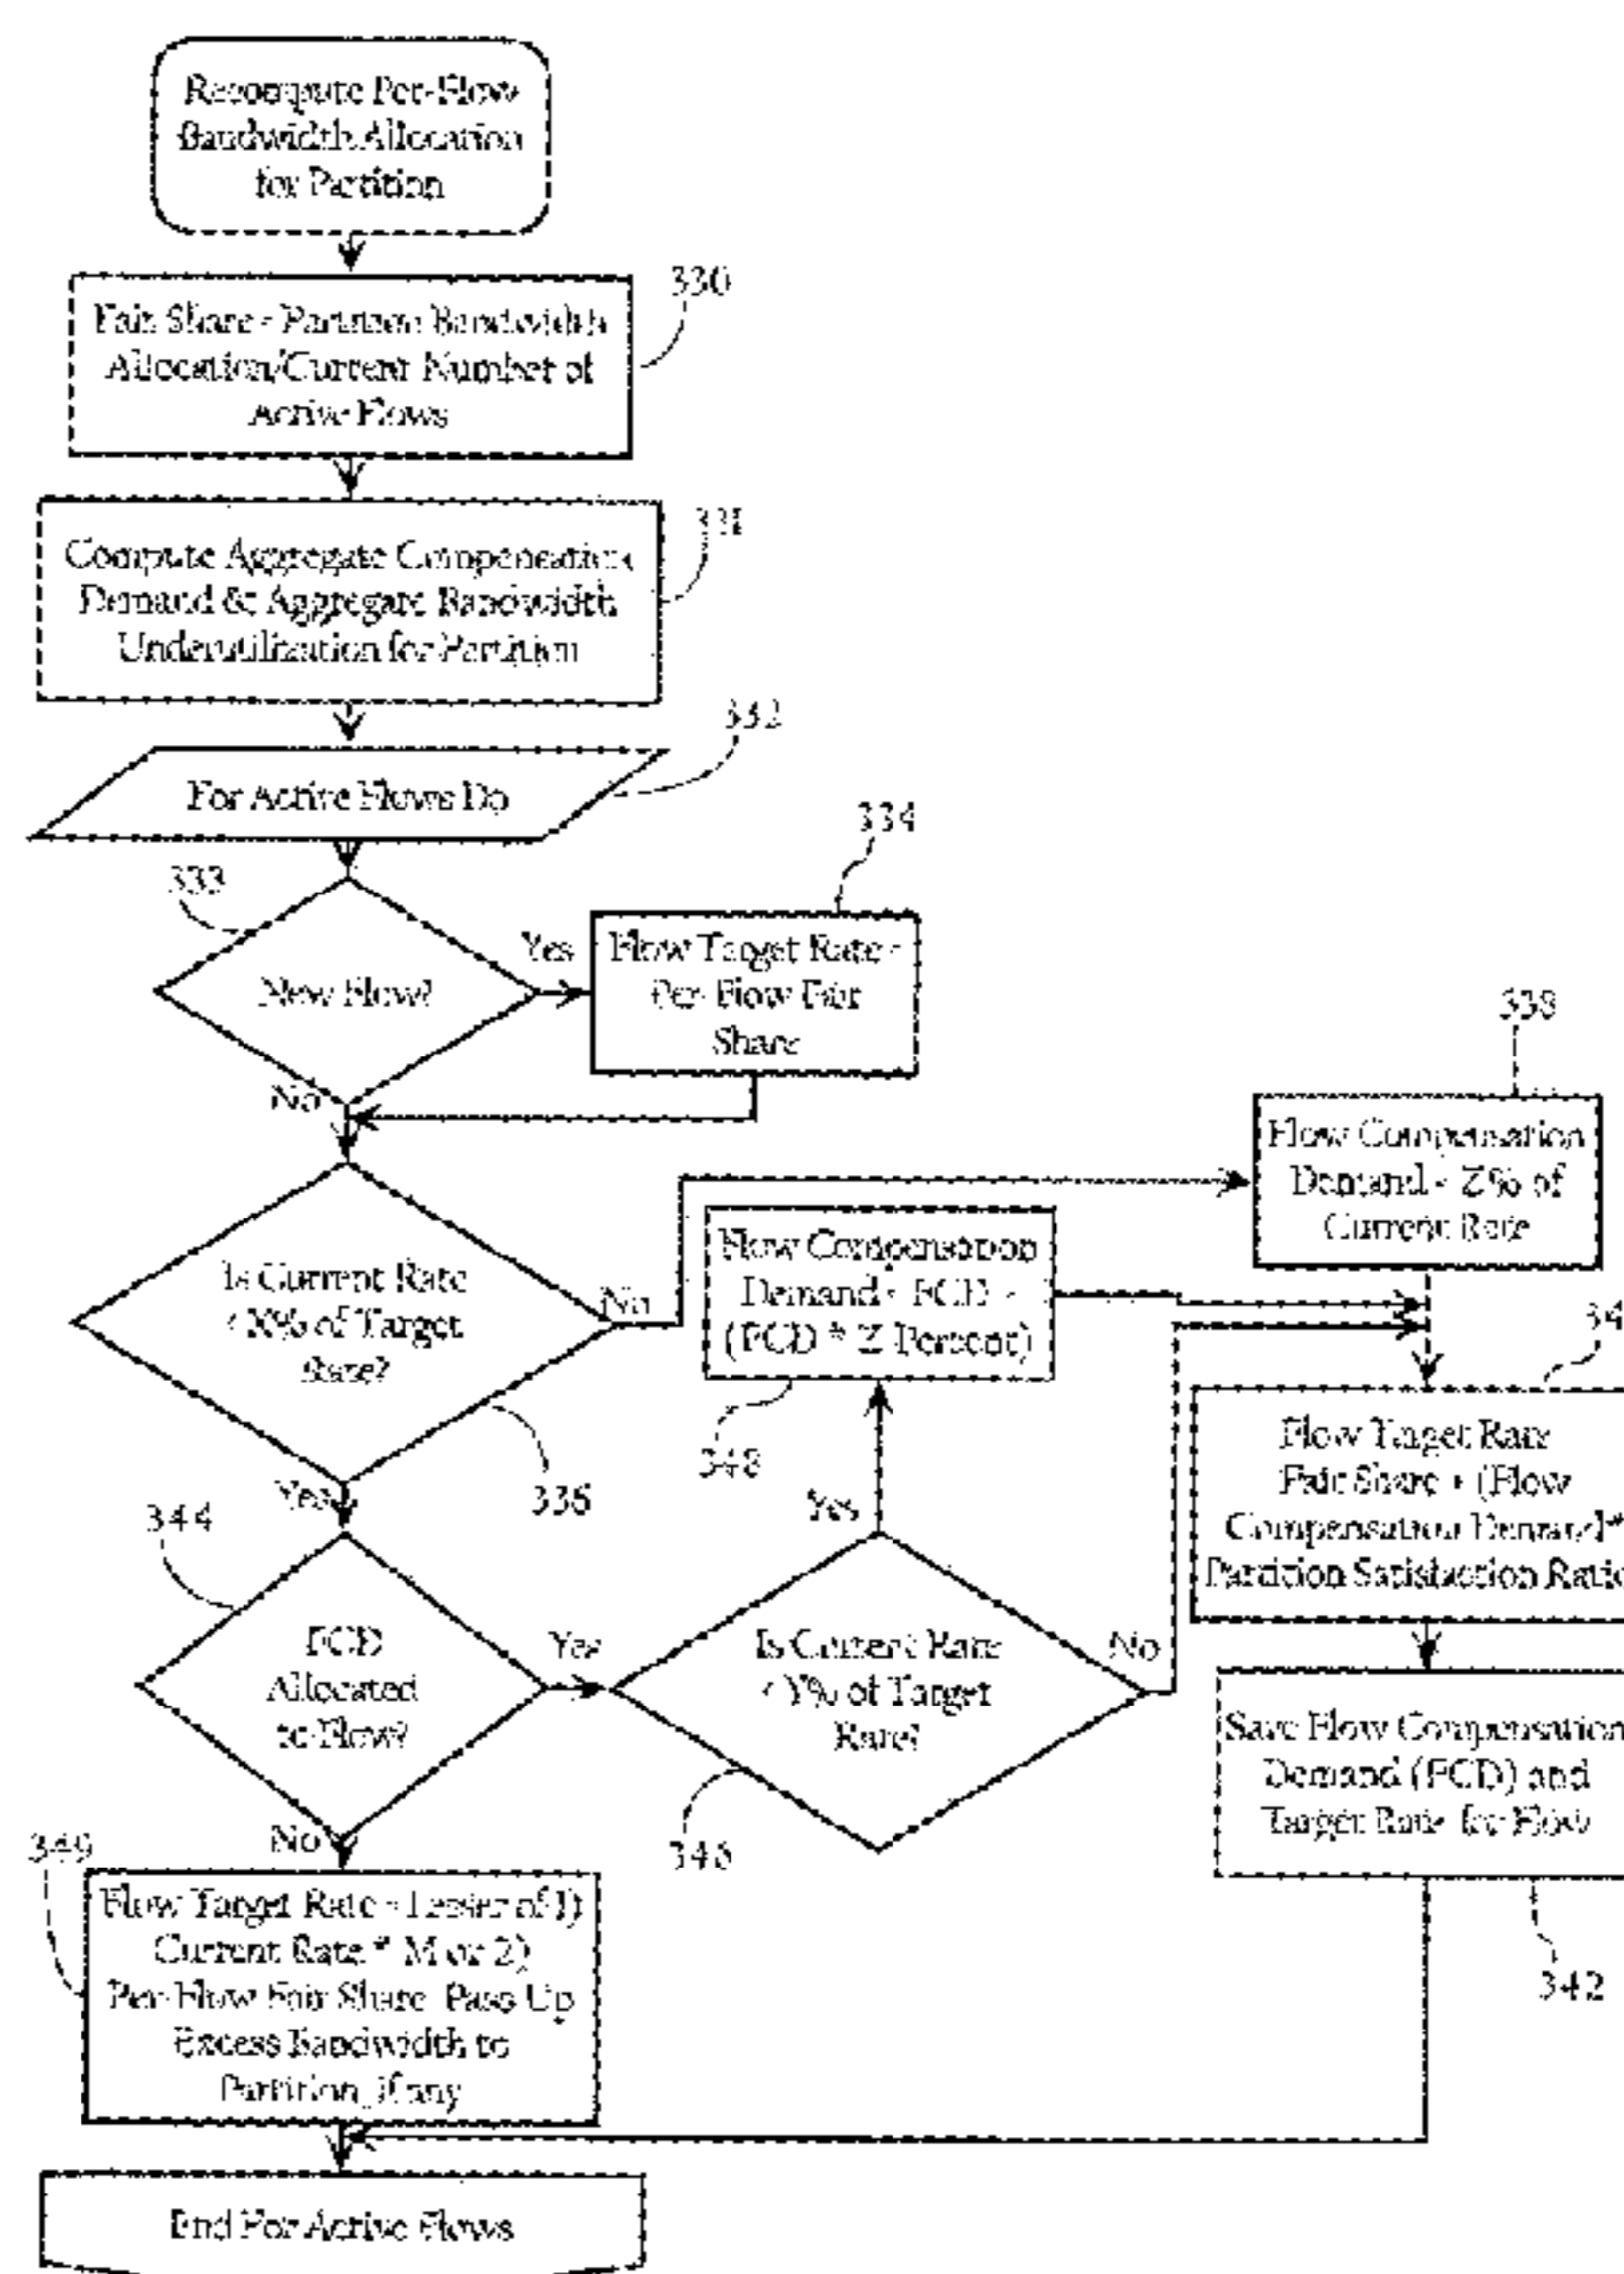 Recompute Per-Flow
Bandwidth Allocation
for Partition
330
Fair Share = Partition Bandwidth
Allocation/Current Number of
Active Flows
331
Compute Aggregate Compensation
Demand & Aggregate Bandwidth
Underutilization for Partition
332
For Active Flows Do
333
New Flow?
Yes
No
334
Flow Target Rate =
Per-Flow Fair
Share
338
Flow Compensation
Demand = Z% of
Current Rate
Is Current Rate
< X% of Target
Rate?
No
Yes
336
Flow Compensation
Demand = FCD -
(FCD * Z Percent)
348
34
Flow Target Rate
Fair Share + (Flow
Compensation Demand*
Partition Satisfaction Ratio
344
FCD
Allocated
to Flow?
Yes
No
Is Current Rate
< Y% of Target
Rate?
Yes
No
346
Save Flow Compensation
Demand (FCD) and
Target Rate for Flow
342
349
Flow Target Rate = Lesser of 1)
Current Rate * M or 2)
Per-Flow Fair Share Pass Up
Excess Bandwidth to
Partition, if any
End For Active Flows